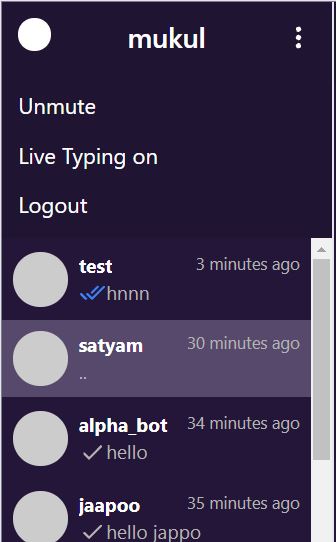 mukul
Unmute
Live Typing on
Logout
test 3 minutes ago
hnnn
satyam 30 minutes ago
..
alpha_bot 34 minutes ago
hello
jaapoo 35 minutes ago
hello jappo